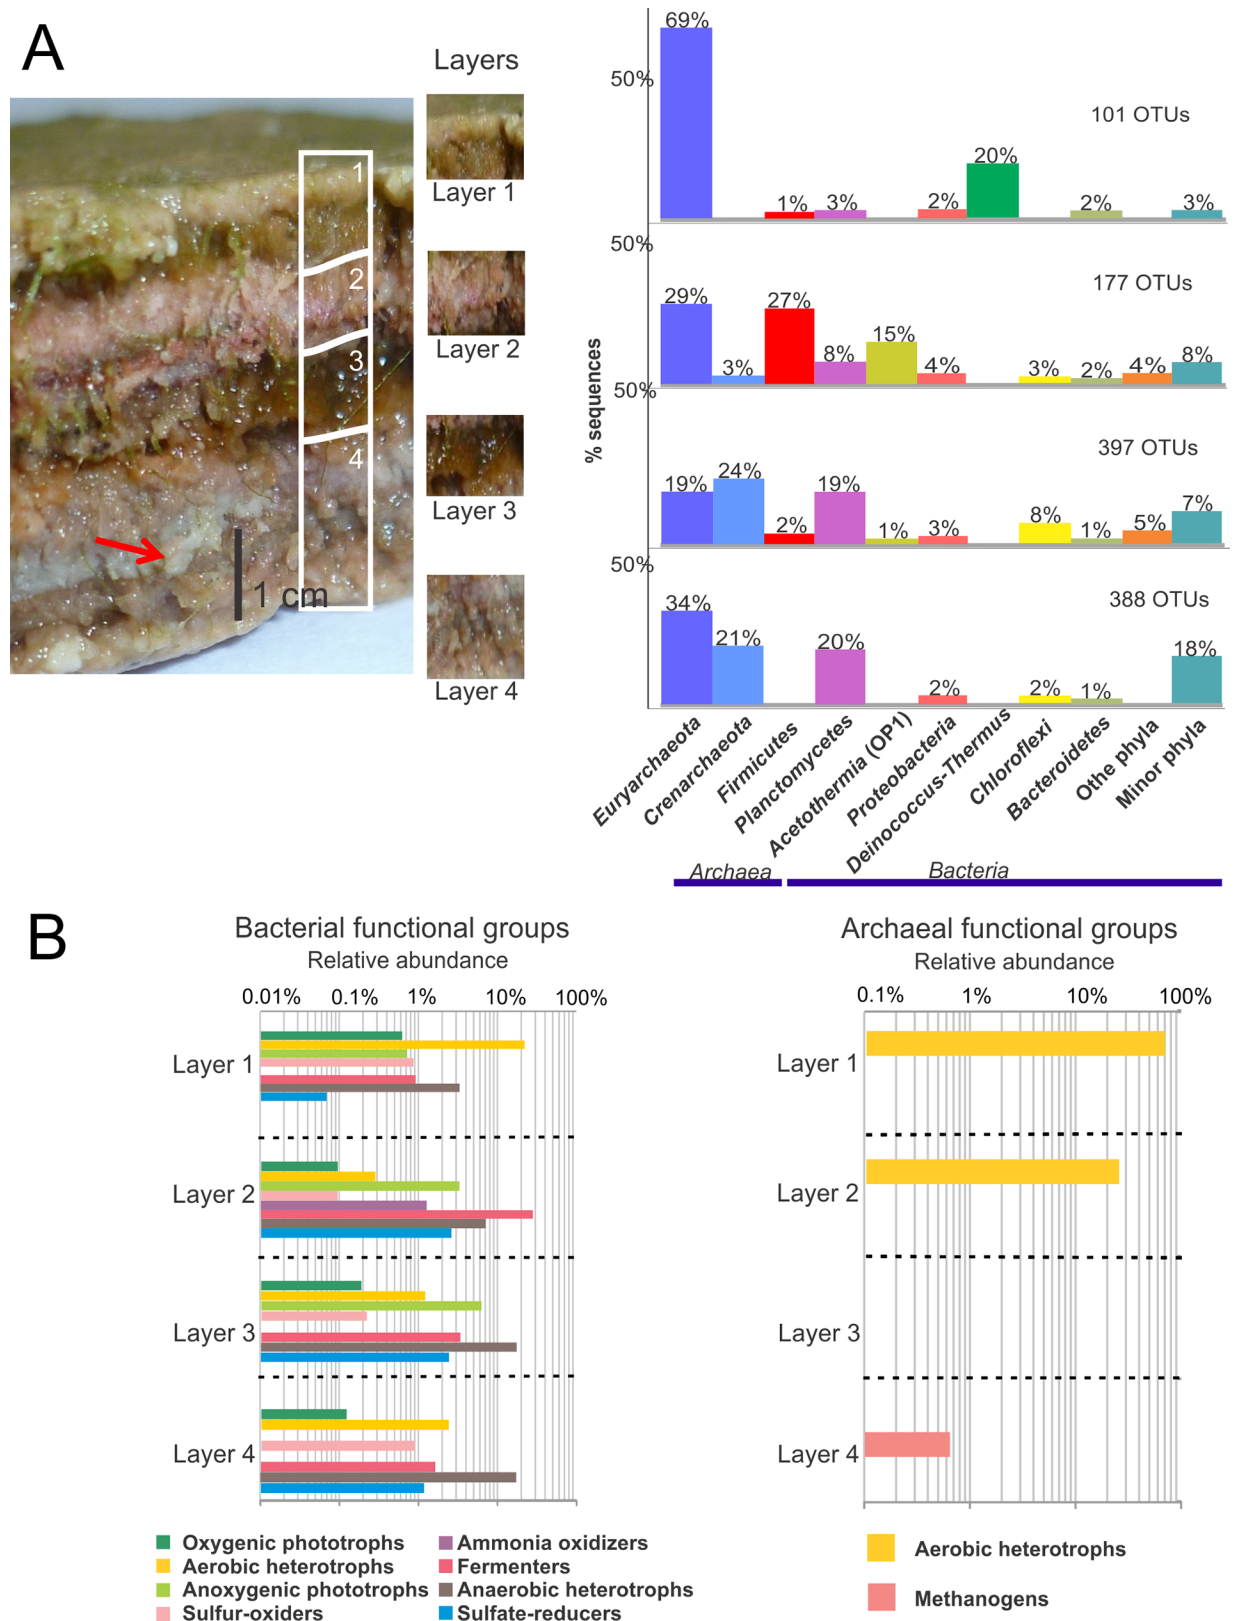 A
Layers
1
2
3
4
1 cm
Layer 1
Layer 2
Layer 3
Layer 4
% sequences
69%
50%
101 OTUs
20%
1% 3% 2% 2% 3%
50%
177 OTUs
29% 3% 27% 8% 15% 4% 3% 2% 4% 8%
50%
397 OTUs
19% 24% 2% 19% 1% 3% 8% 1% 5% 7%
50%
388 OTUs
34% 21% 20% 2% 2% 1% 18%
Euryarchaeota
Crenarchaeota
Firmicutes
Planctomycetes
Acetothermia (OP1)
Proteobacteria
Deinococcus-Thermus
Chloroflexi
Bacteroidetes
Othe phyla
Minor phyla
Archaea
Bacteria
B
Bacterial functional groups
Relative abundance
0.01% 0.1% 1% 10% 100%
Layer 1
Layer 2
Layer 3
Layer 4
Oxygenic phototrophs
Aerobic heterotrophs
Anoxygenic phototrophs
Sulfur-oxiders
Ammonia oxidizers
Fermenters
Anaerobic heterotrophs
Sulfate-reducers
Archaeal functional groups
Relative abundance
0.1% 1% 10% 100%
Layer 1
Layer 2
Layer 3
Layer 4
Aerobic heterotrophs
Methanogens